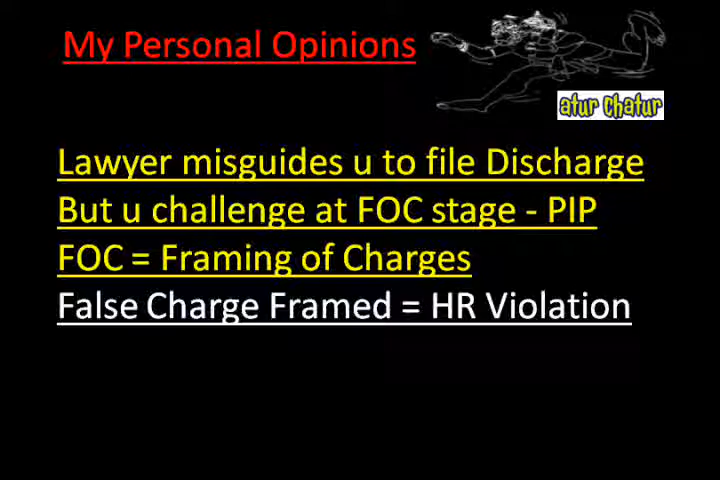 My Personal Opinions
atur chatur
Lawyer misguides u to file Discharge
But u challenge at FOC stage - PIP
FOC = Framing of Charges
False Charge Framed = HR Violation